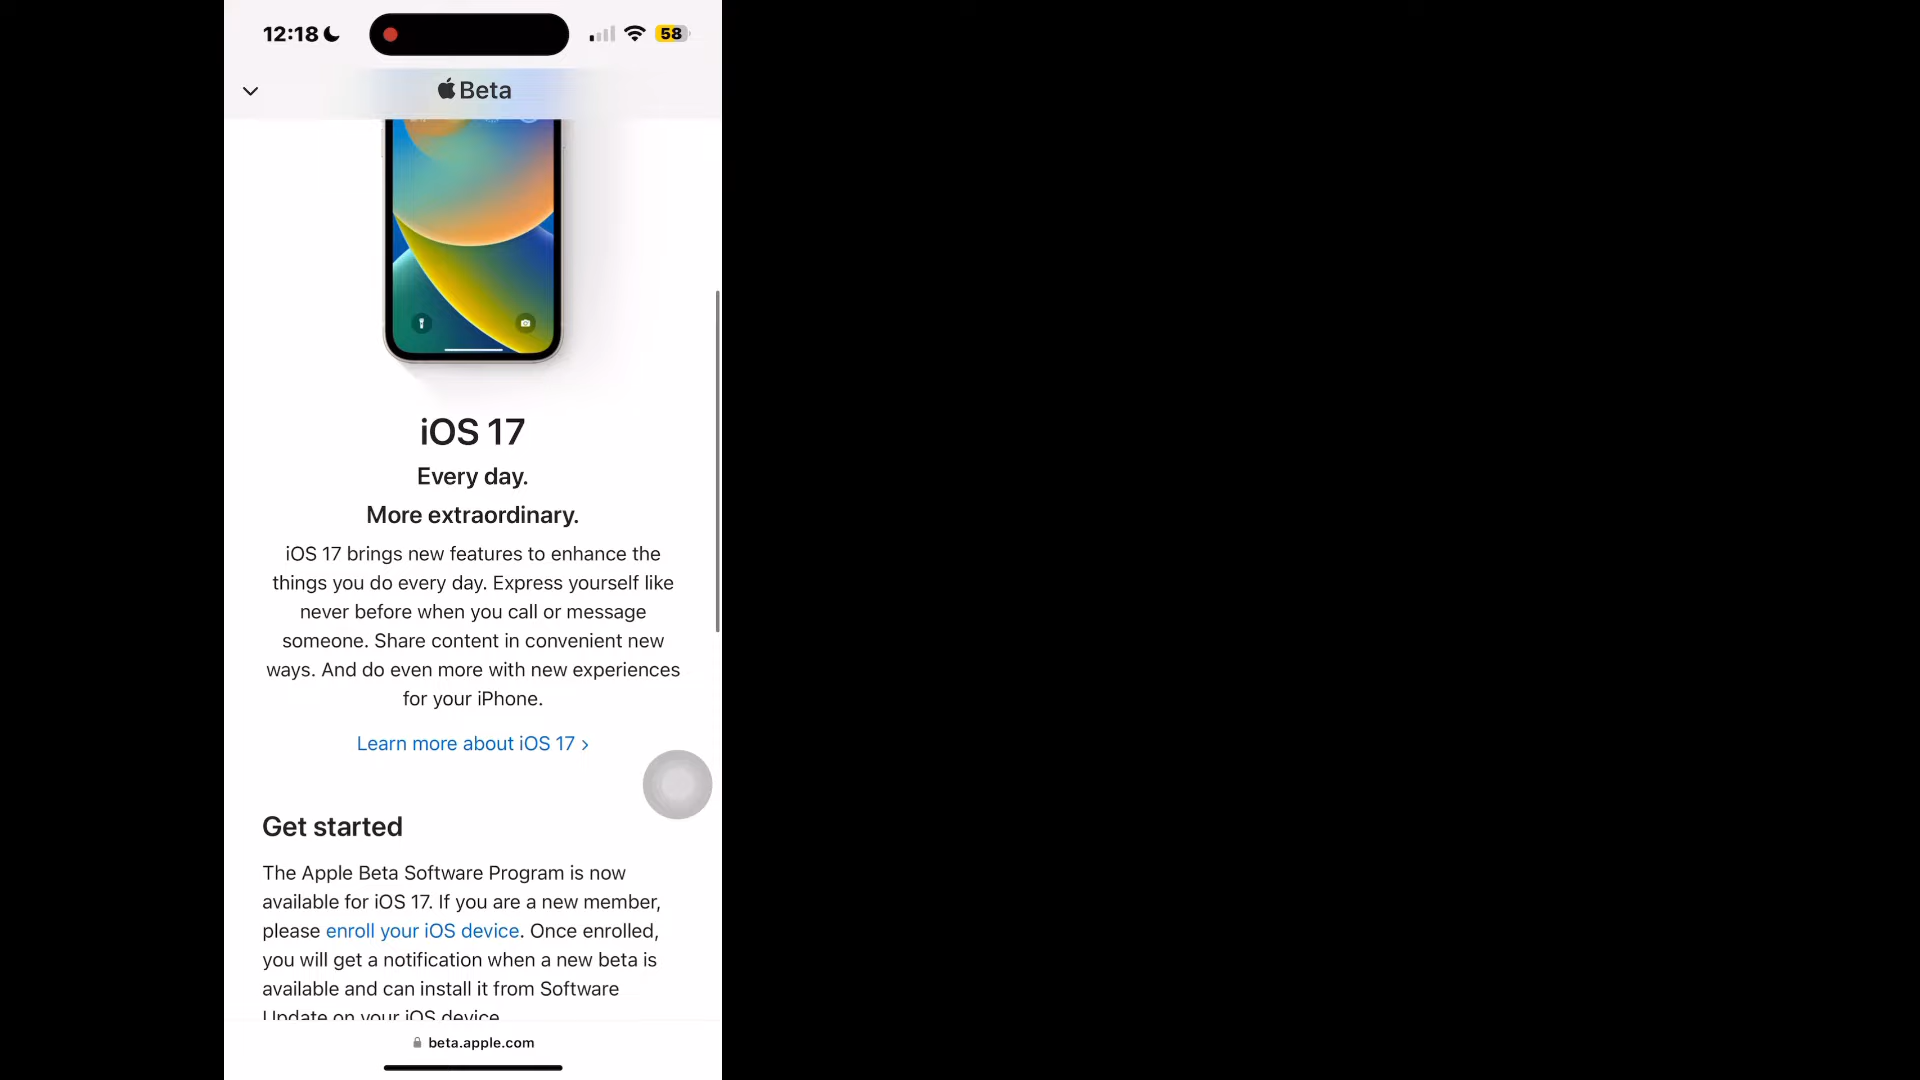 12:18
58
Beta
iOS 17
Every day.
More extraordinary.
iOS 17 brings new features to enhance the
things you do every day. Express yourself like
never before when you call or message
someone. Share content in convenient new
ways. And do even more with new experiences
for your iPhone.
Learn more about iOS 17 >
Get started
The Apple Beta Software Program is now
available for iOS 17. If you are a new member,
please enroll your iOS device. Once enrolled,
you will get a notification when a new beta is
available and can install it from Software
Update on your iOS device.
beta.apple.com